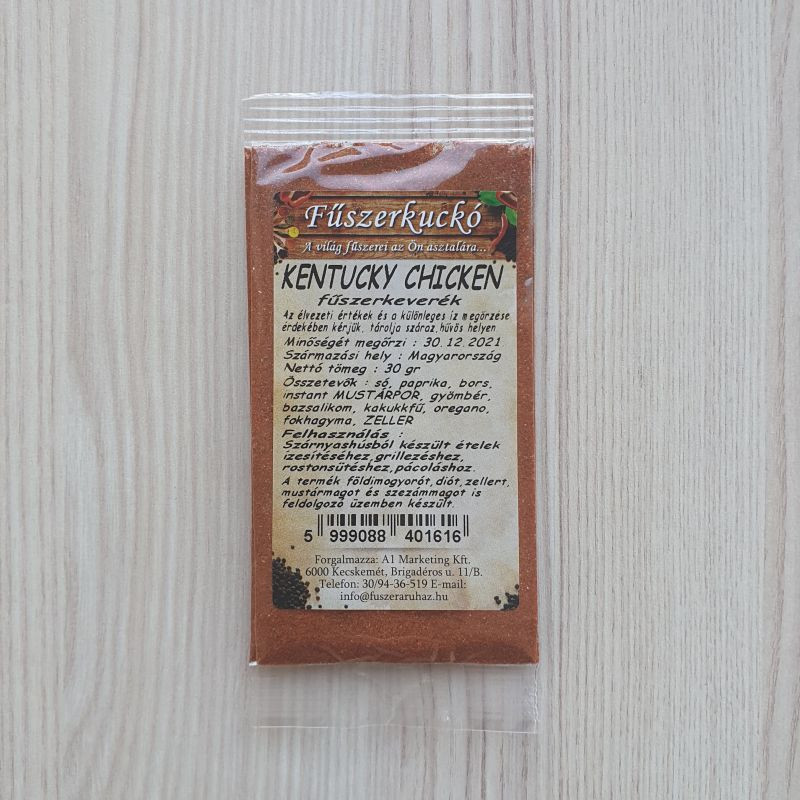 Fűszerkuckó
A világ fűszerei az Ön asztalára...
KENTUCKY CHICKEN
fűszerkeverék
Az élvezeti értékek és a különleges íz megőrzése
érdekében kérjük, tárolja száraz, hűvös helyen
Minőségét megőrzi : 30.12.2021
Származási hely : Magyarország
Nettó tömeg : 30 gr
Összetevők : só, paprika, bors,
instant MUSTÁRPOR, gyömbér,
bazsalikom, kakukkfű, oregano,
fokhagyma, ZELLER
Felhasználás :
Szárnyashúsból készült ételek
ízesítéséhez,grillezéshez,
rostonsütéshez,pácoláshoz.
A termék földimogyorót,diót,zellert,
mustármagot és szezámmagot is
feldolgozó üzemben készült.
5 999088 401616
Forgalmazza: A1 Marketing Kft.
6000 Kecskemét, Brigadéros u. 11/B.
Telefon: 30/94-36-519 E-mail:
info@fuszeraruhaz.hu